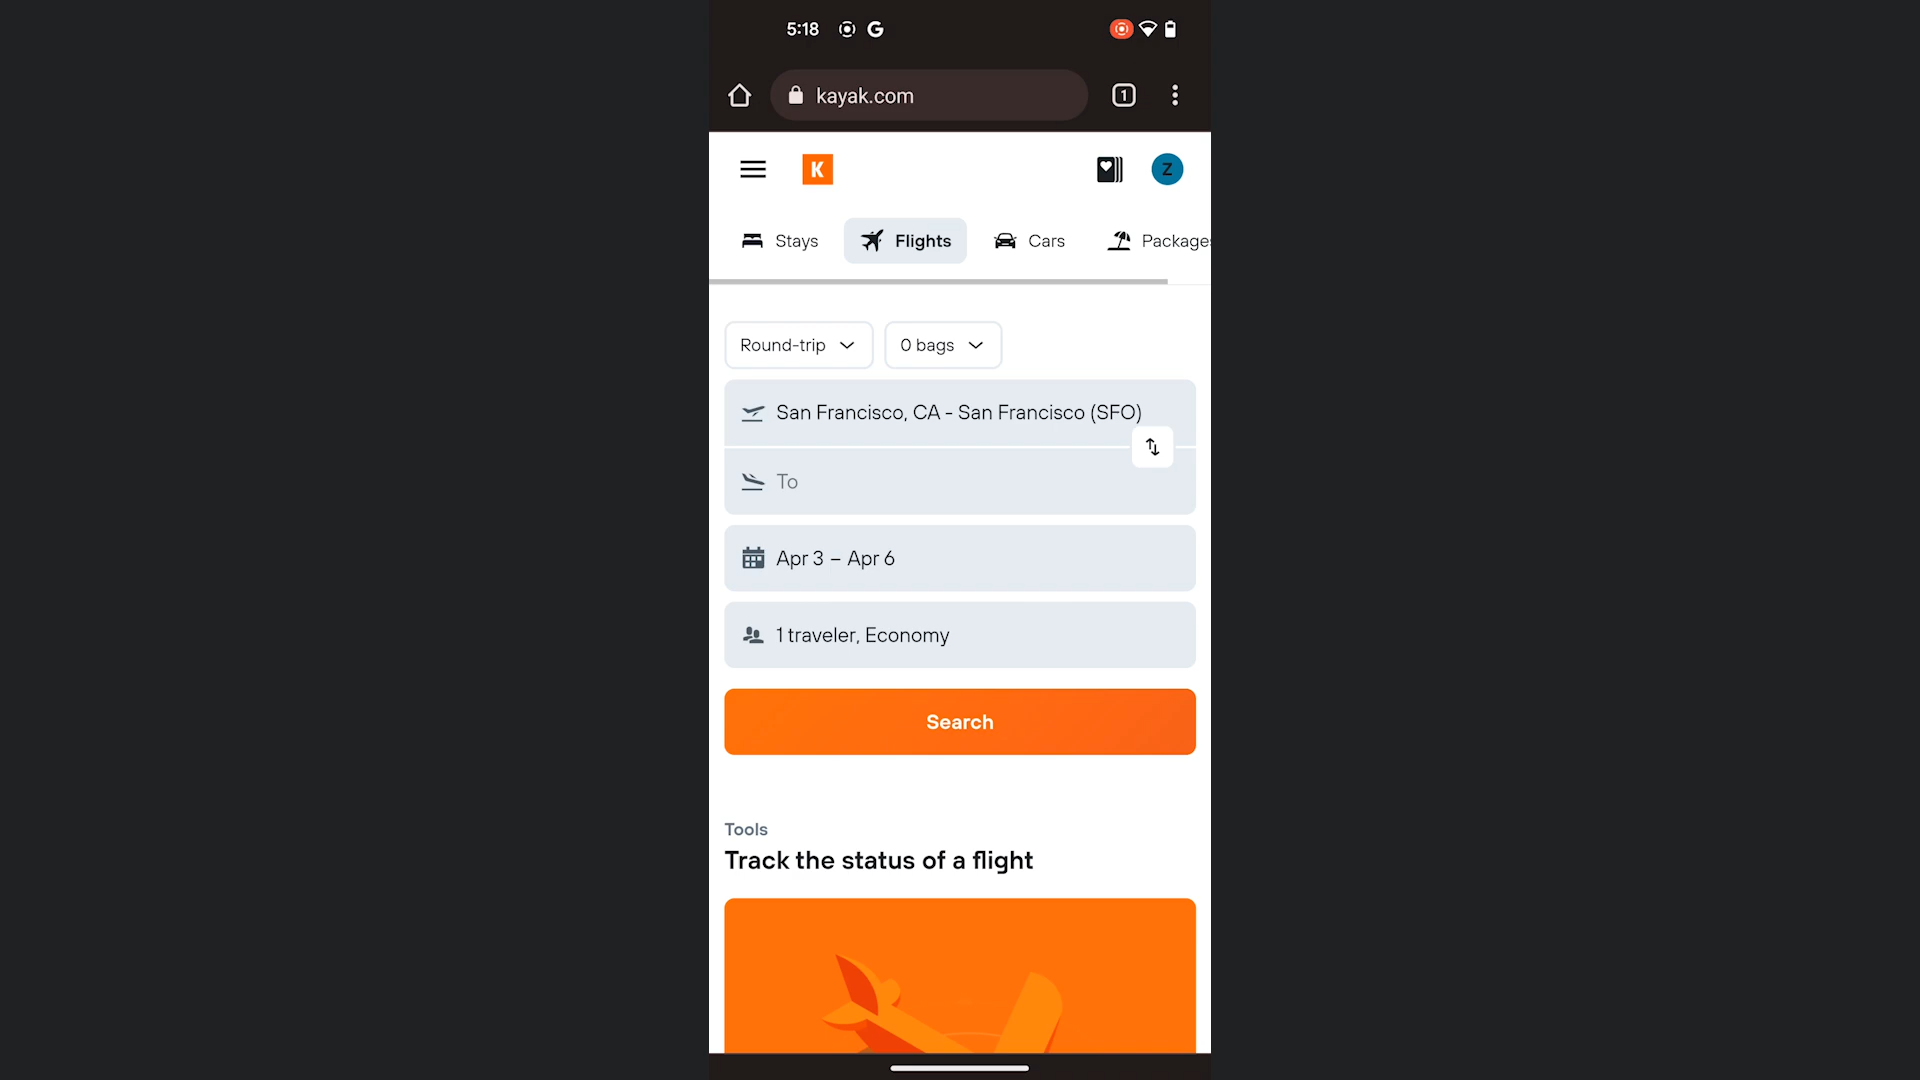 5:18
kayak.com
1
K
Z
Stays
Flights
Cars
Packages
Round-trip
0 bags
San Francisco, CA - San Francisco (SFO)
To
Apr 3 – Apr 6
1 traveler, Economy
Search
Tools
Track the status of a flight